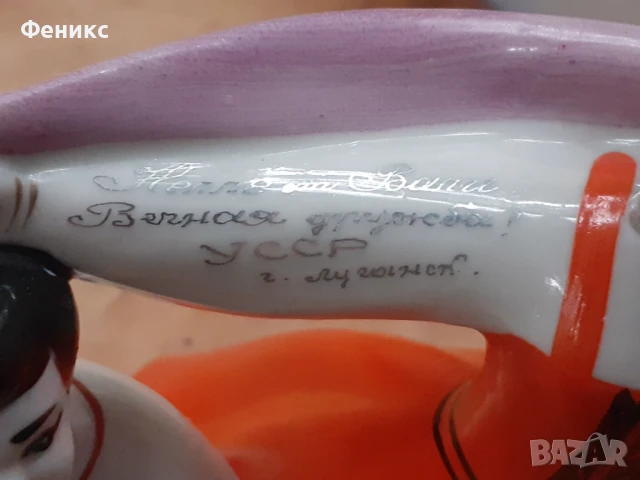 Феникс
Вечная дружба!
УССР
г. Луганск.
BAZAR